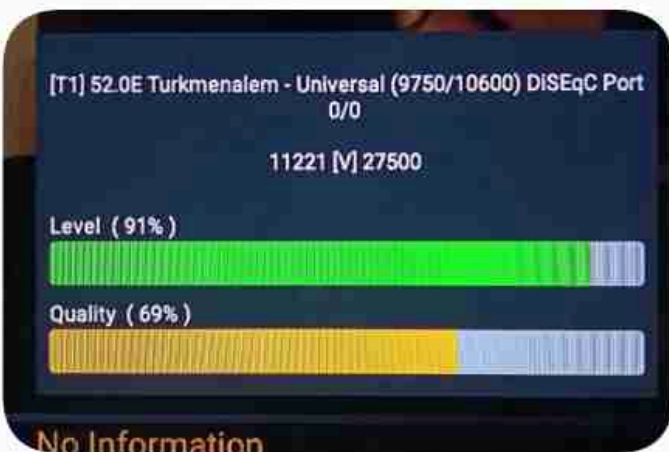 [T1] 52.0E Turkmenalem - Universal (9750/10600) DiSEqC Port
0/0
11221 [V] 27500
Level ( 91% )
Quality ( 69% )
No Information